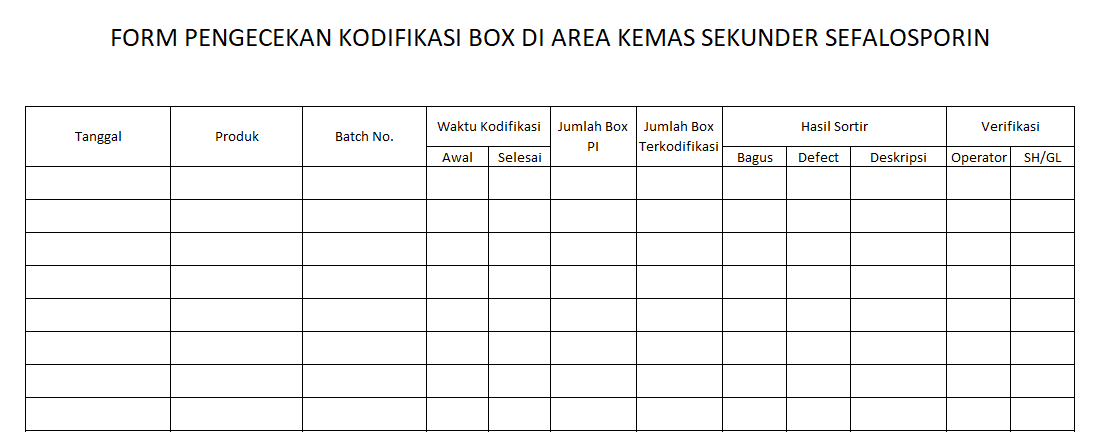 FORM PENGECEKAN KODIFIKASI BOX DI AREA KEMAS SEKUNDER SEFALOSPORIN
Tanggal
Produk
Batch No.
Waktu Kodifikasi
Awal
Selesai
Jumlah Box
PI
Jumlah Box
Terkodifikasi
Hasil Sortir
Bagus
Defect
Deskripsi
Verifikasi
Operator
SH/GL